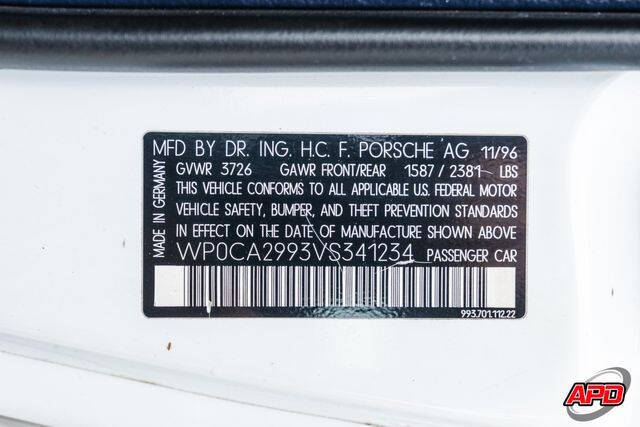 MFD BY DR. ING. H.C. F. PORSCHE AG 11/96
GVWR 3726 GAWR FRONT/REAR 1587 / 2381 LBS
THIS VEHICLE CONFORMS TO ALL APPLICABLE U.S. FEDERAL MOTOR
VEHICLE SAFETY, BUMPER, AND THEFT PREVENTION STANDARDS
IN EFFECT ON THE DATE OF MANUFACTURE SHOWN ABOVE
WP0CA2993VS341234 PASSENGER CAR
MADE IN GERMANY
993.701.112.22
APD